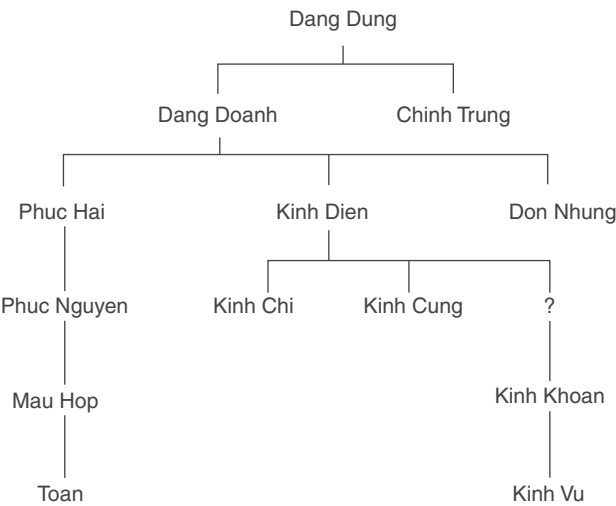 Dang Dung
Dang Doanh
Chinh Trung
Phuc Hai
Kinh Dien
Don Nhung
Phuc Nguyen
Kinh Chi
Kinh Cung
?
Mau Hop
Kinh Khoan
Toan
Kinh Vu